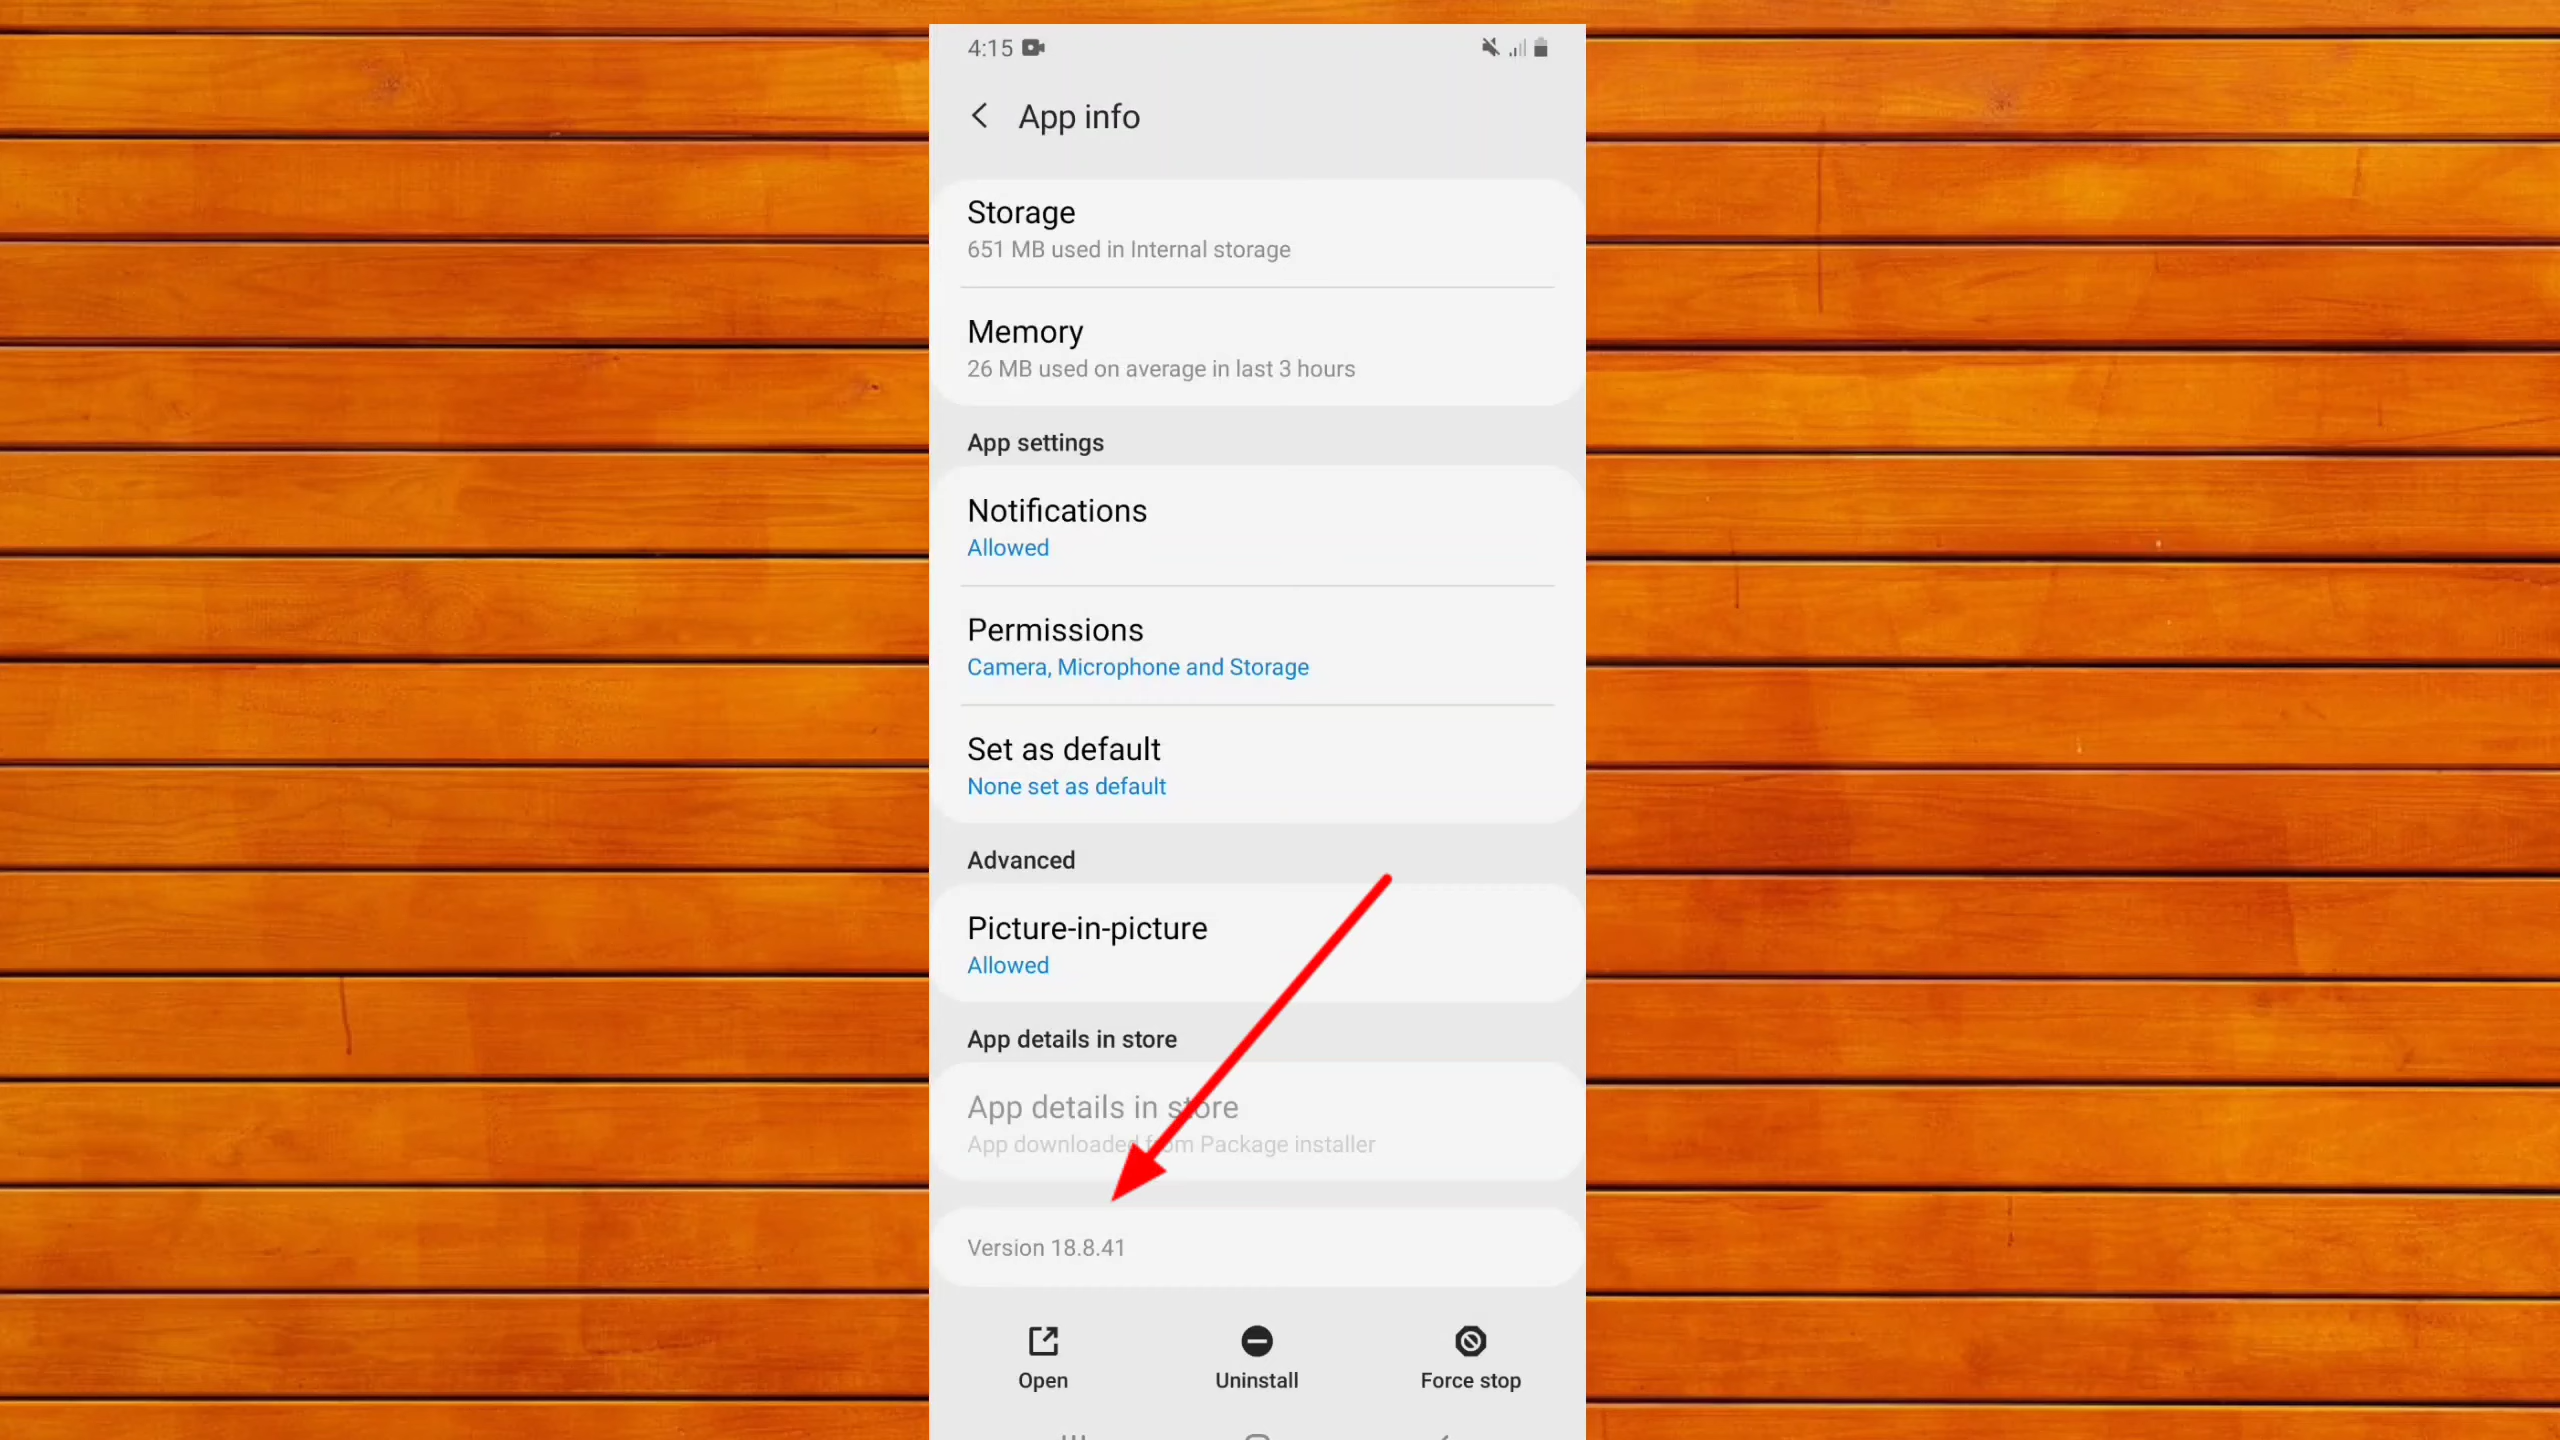 4:15
App info
Storage
651 MB used in Internal storage
Memory
26 MB used on average in last 3 hours
App settings
Notifications
Allowed
Permissions
Camera, Microphone and Storage
Set as default
None set as default
Advanced
Picture-in-picture
Allowed
App details in store
App details in store
App downloaded from Package installer
Version 18.8.41
Open Uninstall Force stop